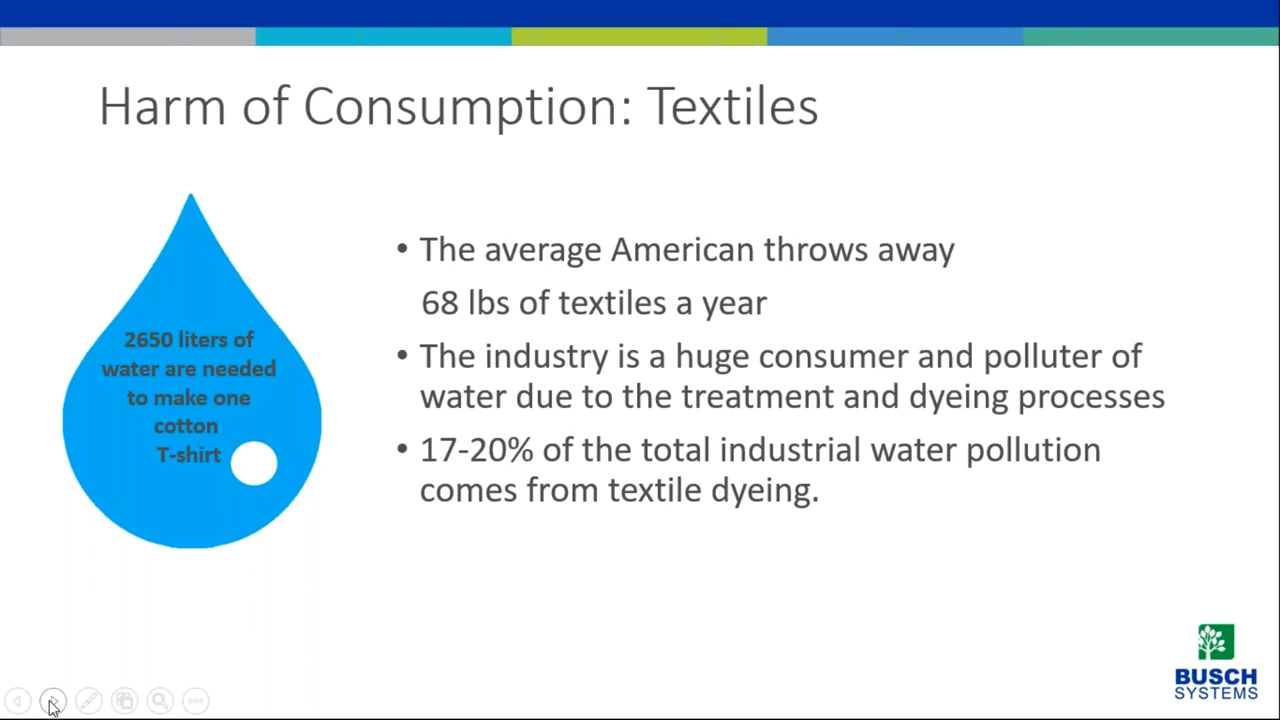 Harm of Consumption: Textiles
2650 liters of
water are needed
to make one
cotton
T-shirt
• The average American throws away
68 lbs of textiles a year
• The industry is a huge consumer and polluter of
water due to the treatment and dyeing processes
• 17-20% of the total industrial water pollution
comes from textile dyeing.
BUSCH
SYSTEMS